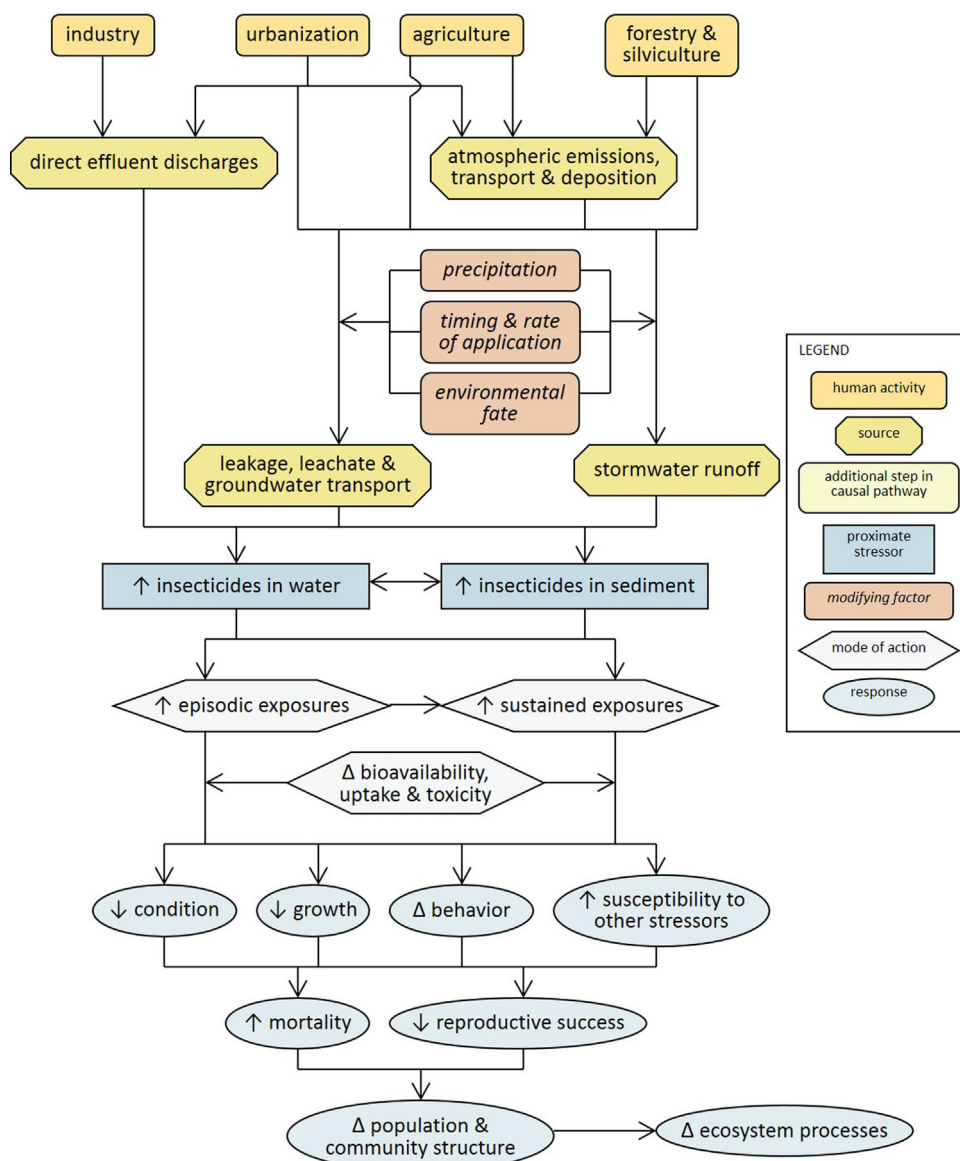 industry
urbanization
agriculture
forestry &
silviculture
direct effluent discharges
atmospheric emissions,
transport & deposition
precipitation
timing & rate
of application
environmental
fate
LEGEND
human activity
source
additional step in
causal pathway
proximate
stressor
modifying factor
mode of action
response
leakage, leachate &
groundwater transport
stormwater runoff
↑ insecticides in water
↑ insecticides in sediment
↑ episodic exposures
↑ sustained exposures
Δ bioavailability,
uptake & toxicity
↓ condition
↓ growth
Δ behavior
↑ susceptibility to
other stressors
↑ mortality
↓ reproductive success
Δ population &
community structure
Δ ecosystem processes